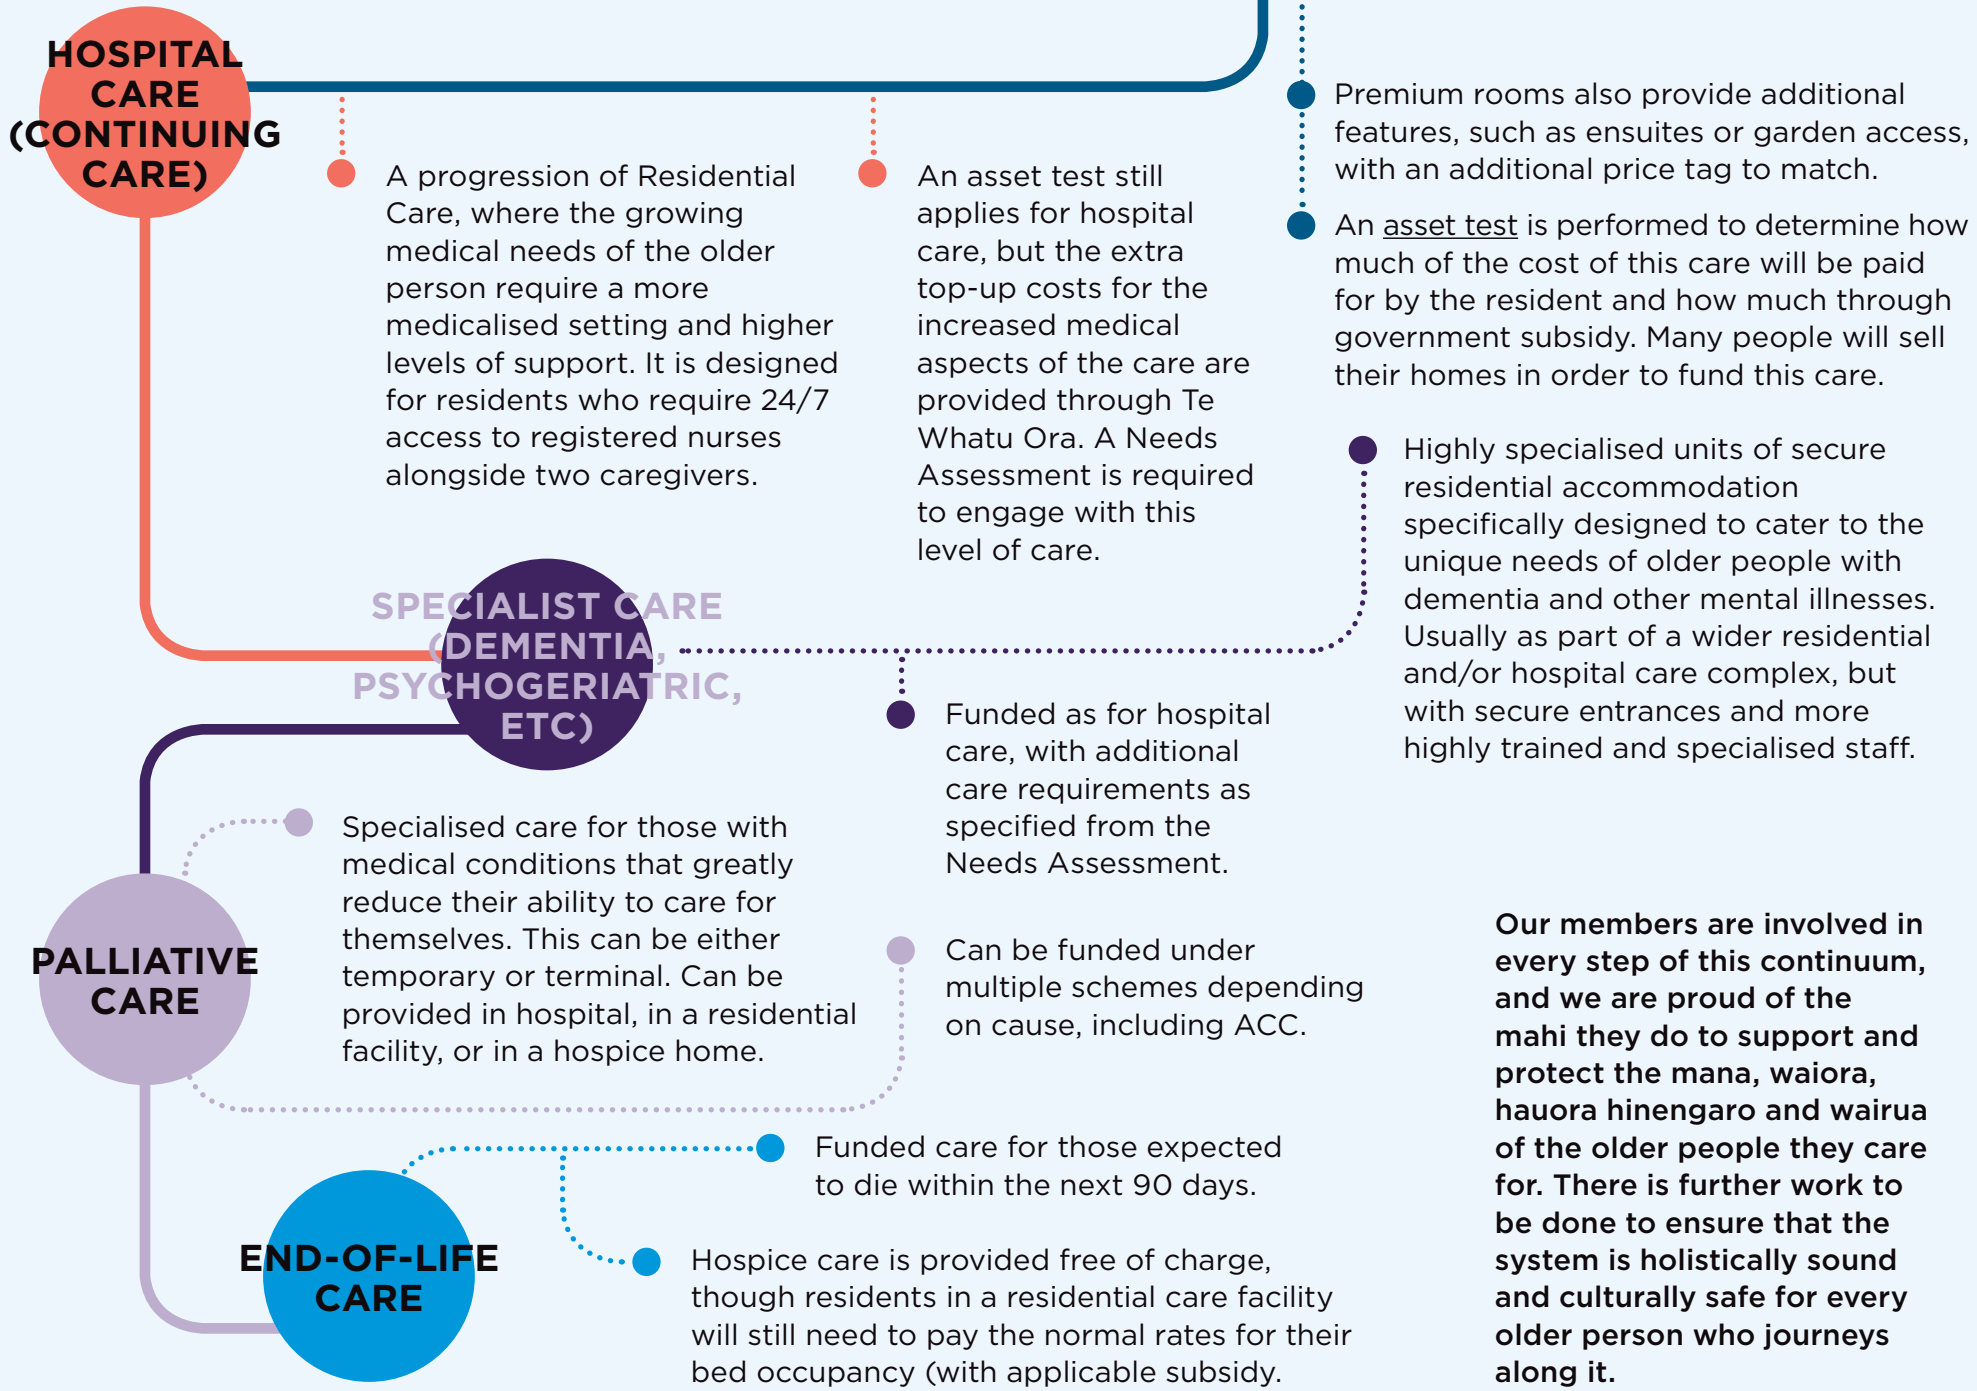 HOSPITAL
CARE
(CONTINUING
CARE)
A progression of Residential
Care, where the growing
medical needs of the older
person require a more
medicalised setting and higher
levels of support. It is designed
for residents who require 24/7
access to registered nurses
alongside two caregivers.
An asset test still
applies for hospital
care, but the extra
top-up costs for the
increased medical
aspects of the care are
provided through Te
Whatu Ora. A Needs
Assessment is required
to engage with this
level of care.
Premium rooms also provide additional
features, such as ensuites or garden access,
with an additional price tag to match.
An asset test is performed to determine how
much of the cost of this care will be paid
for by the resident and how much through
government subsidy. Many people will sell
their homes in order to fund this care.
SPECIALIST CARE
(DEMENTIA,
PSYCHOGERIATRIC,
ETC)
Highly specialised units of secure
residential accommodation
specifically designed to cater to the
unique needs of older people with
dementia and other mental illnesses.
Usually as part of a wider residential
and/or hospital care complex, but
with secure entrances and more
highly trained and specialised staff.
Funded as for hospital
care, with additional
care requirements as
specified from the
Needs Assessment.
PALLIATIVE
CARE
Specialised care for those with
medical conditions that greatly
reduce their ability to care for
themselves. This can be either
temporary or terminal. Can be
provided in hospital, in a residential
facility, or in a hospice home.
Can be funded under
multiple schemes depending
on cause, including ACC.
END-OF-LIFE
CARE
Funded care for those expected
to die within the next 90 days.
Hospice care is provided free of charge,
though residents in a residential care facility
will still need to pay the normal rates for their
bed occupancy (with applicable subsidy.
Our members are involved in
every step of this continuum,
and we are proud of the
mahi they do to support and
protect the mana, waiora,
hauora hinengaro and wairua
of the older people they care
for. There is further work to
be done to ensure that the
system is holistically sound
and culturally safe for every
older person who journeys
along it.